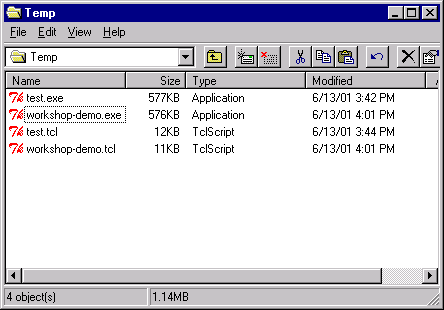 Temp
File Edit View Help
Temp
Name Size Type Modified
test.exe 577KB Application 6/13/01 3:42 PM
workshop-demo.exe 576KB Application 6/13/01 4:01 PM
test.tcl 12KB TclScript 6/13/01 3:44 PM
workshop-demo.tcl 11KB TclScript 6/13/01 4:01 PM
4 object(s) 1.14MB